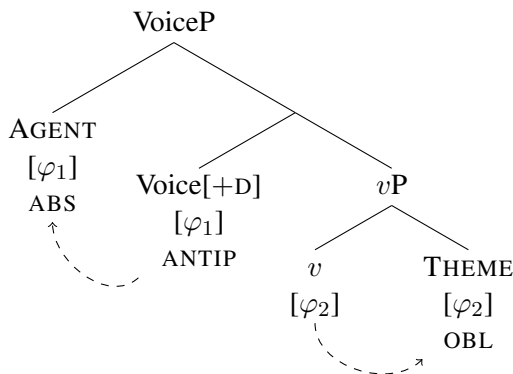 VoiceP
AGENT
[φ1]
ABS
Voice[+D]
[φ1]
ANTIP
vP
v
[φ2]
THEME
[φ2]
OBL